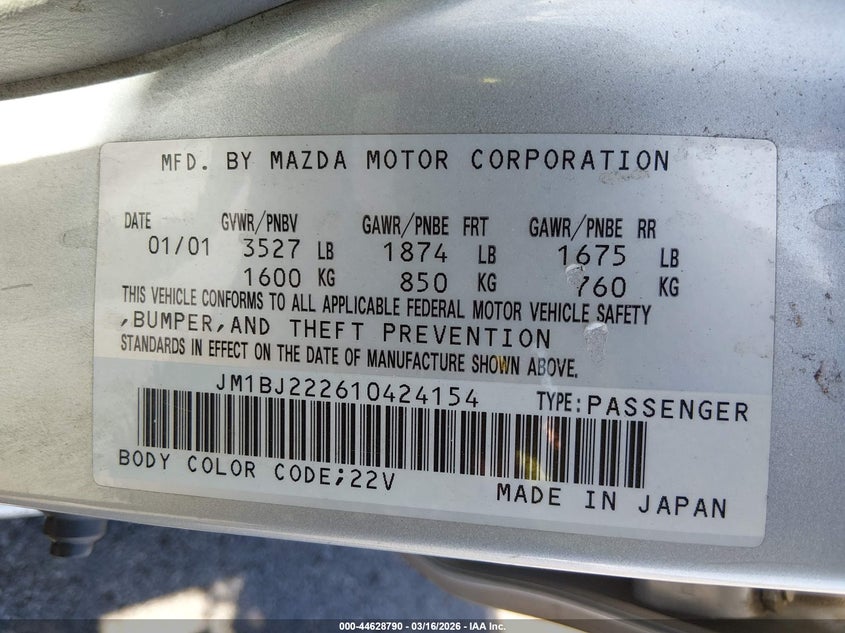 MFD. BY MAZDA MOTOR CORPORATION
DATE GVWR/PNBV GAWR/PNBE FRT GAWR/PNBE RR
01/01 3527 LB 1874 LB 1675 LB
1600 KG 850 KG 760 KG
THIS VEHICLE CONFORMS TO ALL APPLICABLE FEDERAL MOTOR VEHICLE SAFETY
,BUMPER,AND THEFT PREVENTION
STANDARDS IN EFFECT ON THE DATE OF MANUFACTURE SHOWN ABOVE.
JM1BJ222610424154 TYPE:PASSENGER
BODY COLOR CODE;22V
MADE IN JAPAN
000-44628790 - 03/16/2026 - IAA Inc.